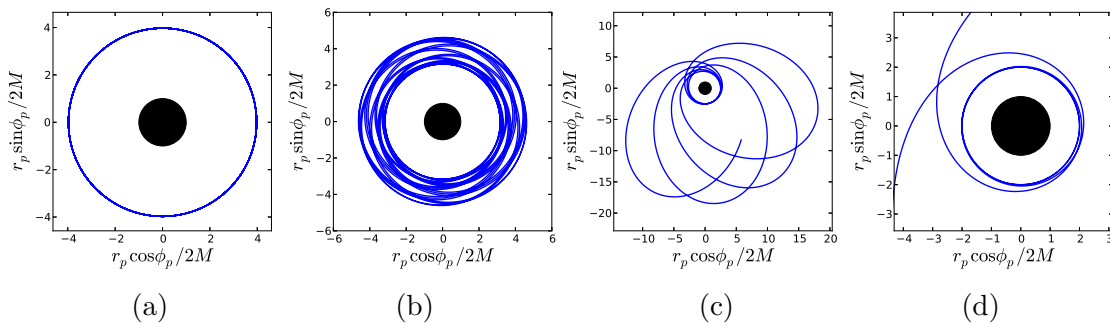 r_p sinφ_p/2M
4
2
0
−2
−4
−4 −2 0 2 4
r_p cosφ_p/2M
(a)
r_p sinφ_p/2M
6
4
2
0
−2
−4
−6
−6 −4 −2 0 2 4 6
r_p cosφ_p/2M
(b)
r_p sinφ_p/2M
10
5
0
−5
−10
−15
−20
−10 −5 0 5 10 15 20
r_p cosφ_p/2M
(c)
r_p sinφ_p/2M
3
2
1
0
−1
−2
−3
−4 −3 −2 −1 0 1 2 3
r_p cosφ_p/2M
(d)